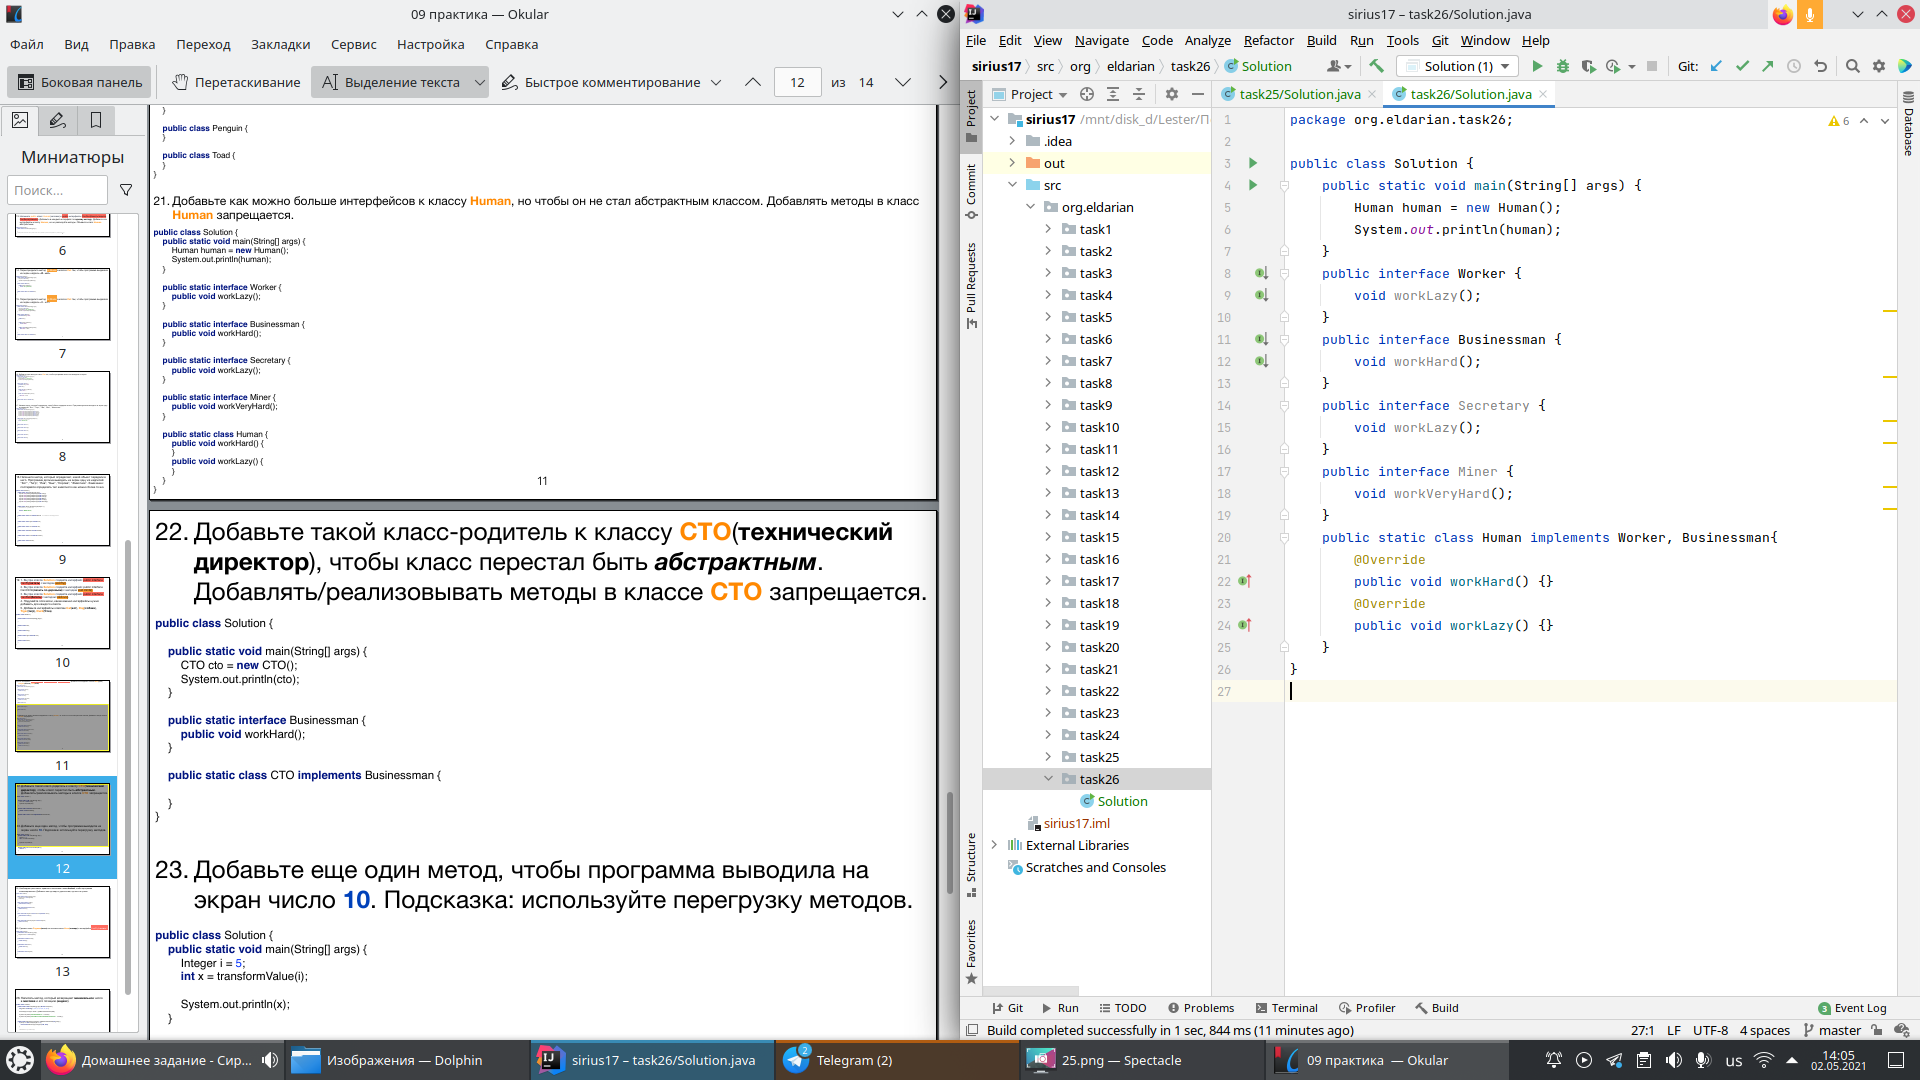 09 практика — Okular
Файл Вид Правка Переход Закладки Сервис Настройка Справка
Боковая панель Перетаскивание Выделение текста Быстрое комментирование 12 из 14
Миниатюры
Поиск...
6
7
8
9
10
11
12
13
}
public class Penguin {
}
public class Toad {
}
}
21. Добавьте как можно больше интерфейсов к классу Human, но чтобы он не стал абстрактным классом. Добавлять методы в класс
Human запрещается.
public class Solution {
public static void main(String[] args) {
Human human = new Human();
System.out.println(human);
}
public static interface Worker {
public void workLazy();
}
public static interface Businessman {
public void workHard();
}
public static interface Secretary {
public void workLazy();
}
public static interface Miner {
public void workVeryHard();
}
public static class Human {
public void workHard() {
}
public void workLazy() {
}
}
}
11
22. Добавьте такой класс-родитель к классу CTO(технический
директор), чтобы класс перестал быть абстрактным.
Добавлять/реализовывать методы в классе CTO запрещается.
public class Solution {
public static void main(String[] args) {
CTO cto = new CTO();
System.out.println(cto);
}
public static interface Businessman {
public void workHard();
}
public static class CTO implements Businessman {
}
}
23. Добавьте еще один метод, чтобы программа выводила на
экран число 10. Подсказка: используйте перегрузку методов.
public class Solution {
public static void main(String[] args) {
Integer i = 5;
int x = transformValue(i);
System.out.println(x);
}
sirius17 – task26/Solution.java
File Edit View Navigate Code Analyze Refactor Build Run Tools Git Window Help
sirius17 src org eldarian task26 Solution Solution (1) Git:
Project
Commit
Pull Requests
Structure
Favorites
Project
sirius17 /mnt/disk_d/Lester/П
.idea
out
src
org.eldarian
task1
task2
task3
task4
task5
task6
task7
task8
task9
task10
task11
task12
task13
task14
task15
task16
task17
task18
task19
task20
task21
task22
task23
task24
task25
task26
Solution
sirius17.iml
External Libraries
Scratches and Consoles
task25/Solution.java task26/Solution.java
6
Database
1 package org.eldarian.task26;
2
3 public class Solution {
4 public static void main(String[] args) {
5 Human human = new Human();
6 System.out.println(human);
7 }
8 public interface Worker {
9 void workLazy();
10 }
11 public interface Businessman {
12 void workHard();
13 }
14 public interface Secretary {
15 void workLazy();
16 }
17 public interface Miner {
18 void workVeryHard();
19 }
20 public static class Human implements Worker, Businessman{
21 @Override
22 public void workHard() {}
23 @Override
24 public void workLazy() {}
25 }
26 }
27
Git Run TODO Problems Terminal Profiler Build 3 Event Log
Build completed successfully in 1 sec, 844 ms (11 minutes ago) 27:1 LF UTF-8 4 spaces master
Домашнее задание - Сир... Изображения — Dolphin sirius17 – task26/Solution.java 2 Telegram (2) 25.png — Spectacle 09 практика — Okular us 14:05
02.05.2021